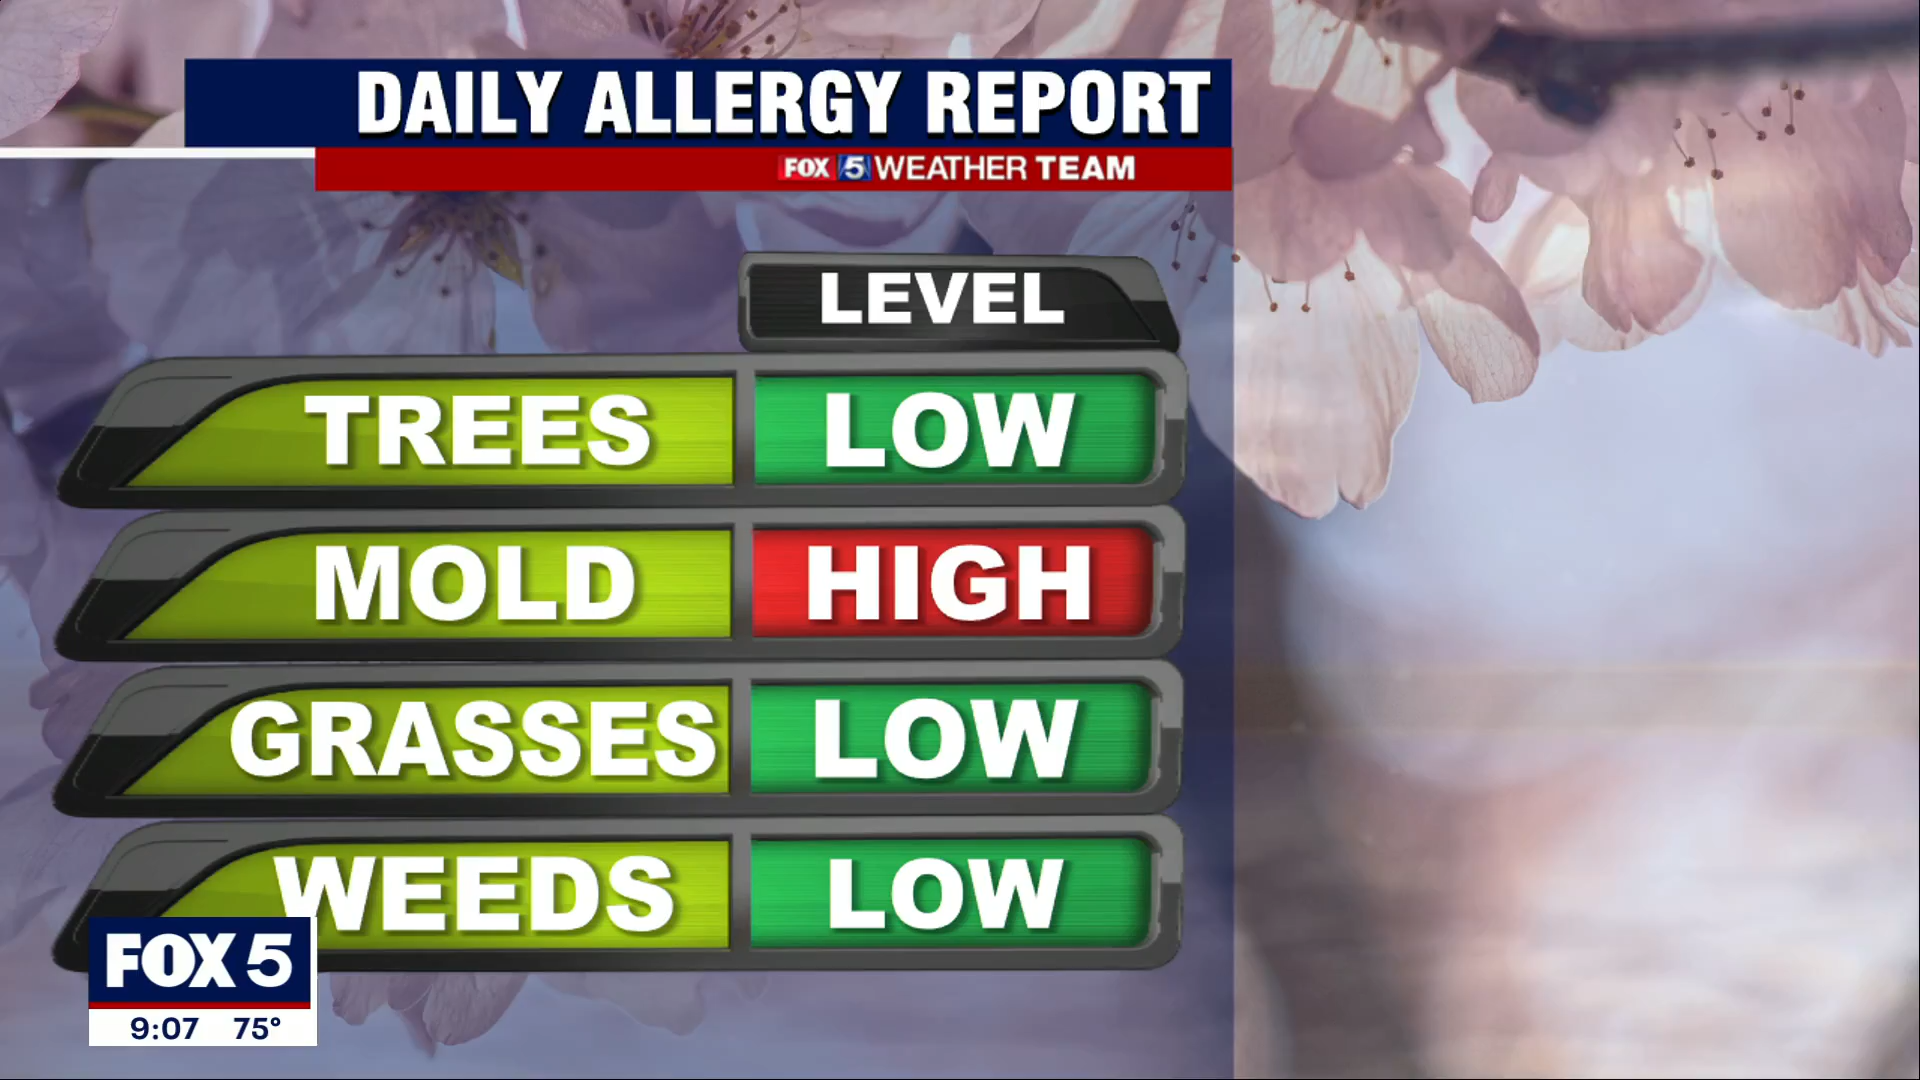 DAILY ALLERGY REPORT
FOX 5 WEATHER TEAM
LEVEL
TREES LOW
MOLD HIGH
GRASSES LOW
WEEDS LOW
FOX 5
9:07 75°